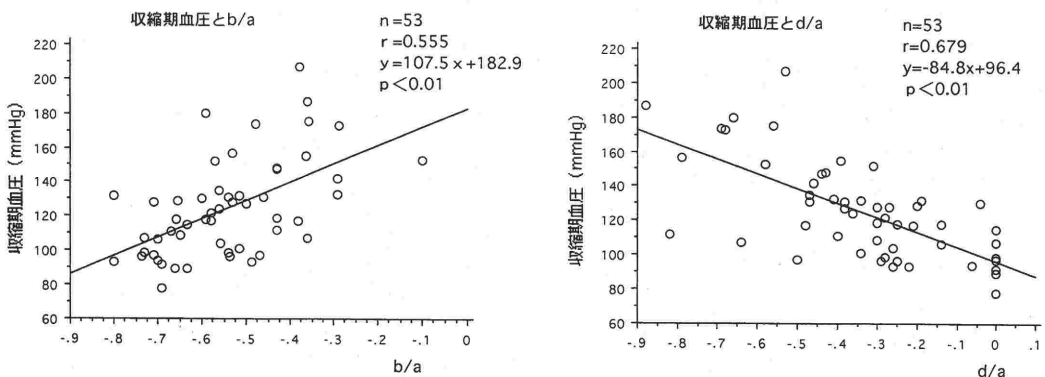 収縮期血圧とb/a
n=53
r=0.555
y=107.5x+182.9
p<0.01
収縮期血圧 (mmHg)
220
200
180
160
140
120
100
80
60
-.9 -.8 -.7 -.6 -.5 -.4 -.3 -.2 -.1 0
b/a
収縮期血圧とd/a
n=53
r=0.679
y=-84.8x+96.4
p<0.01
収縮期血圧 (mmHg)
220
200
180
160
140
120
100
80
60
-.9 -.8 -.7 -.6 -.5 -.4 -.3 -.2 -.1 0 .1
d/a